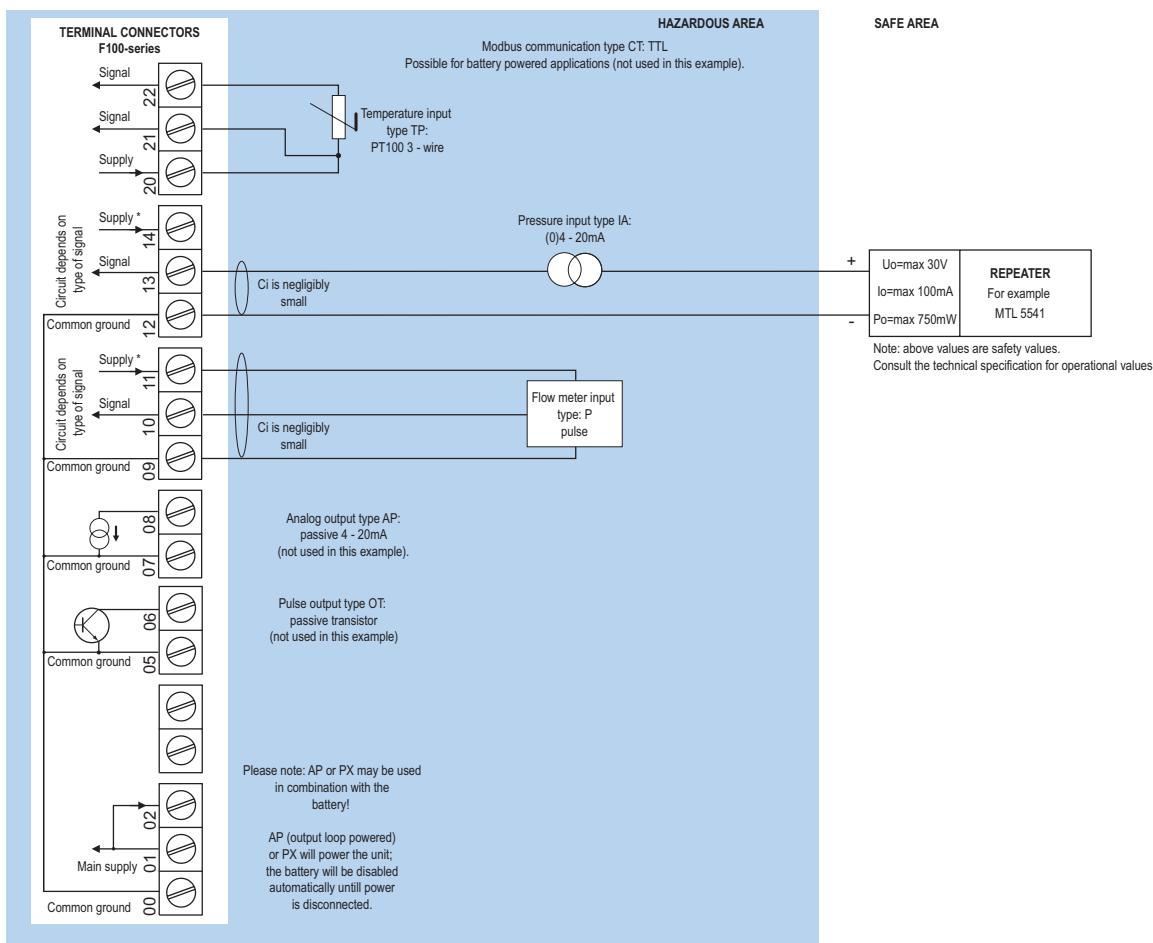 HAZARDOUS AREA
SAFE AREA
TERMINAL CONNECTORS
F100-series
Modbus communication type CT: TTL
Possible for battery powered applications (not used in this example).
Signal
22
Signal
21
Supply
20
Temperature input
type TP:
PT100 3 - wire
Circuit depends on
type of signal
Supply *
14
Signal
13
Common ground
12
Ci is negligibly
small
Pressure input type IA:
(0)4 - 20mA
+
-
Uo=max 30V
Io=max 100mA
Po=max 750mW
REPEATER
For example
MTL 5541
Note: above values are safety values.
Consult the technical specification for operational values
Circuit depends on
type of signal
Supply *
11
Signal
10
Common ground
09
Ci is negligibly
small
Flow meter input
type: P
pulse
08
Common ground
07
Analog output type AP:
passive 4 - 20mA
(not used in this example).
06
Common ground
05
Pulse output type OT:
passive transistor
(not used in this example)
Please note: AP or PX may be used
in combination with the
battery!
AP (output loop powered)
or PX will power the unit;
the battery will be disabled
automatically untill power
is disconnected.
02
Main supply
01
Common ground
00